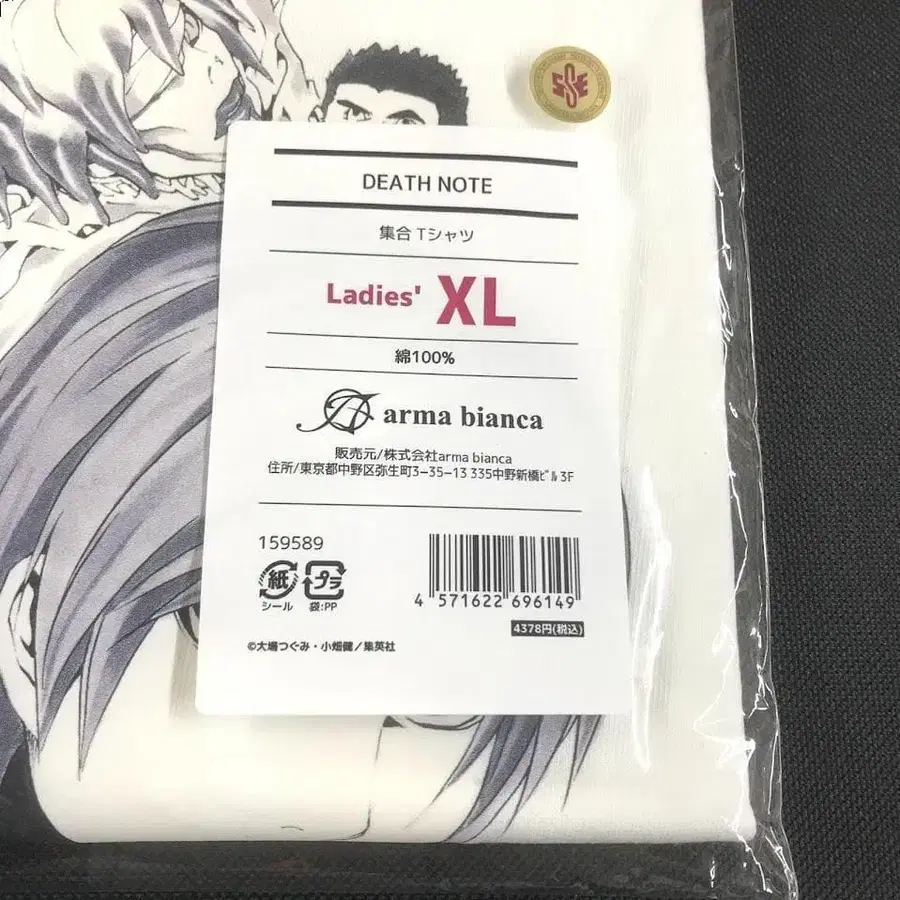 DEATH NOTE
集合 Tシャツ
Ladies' XL
綿100%
arma bianca
販売元/株式会社arma bianca
住所/東京都中野区弥生町3-35-13 335中野新橋ﾋﾞﾙ 3F
159589
紙
シール
プラ
袋:PP
4 571622 696149
4378円(税込)
©大場つぐみ・小畑健／集英社